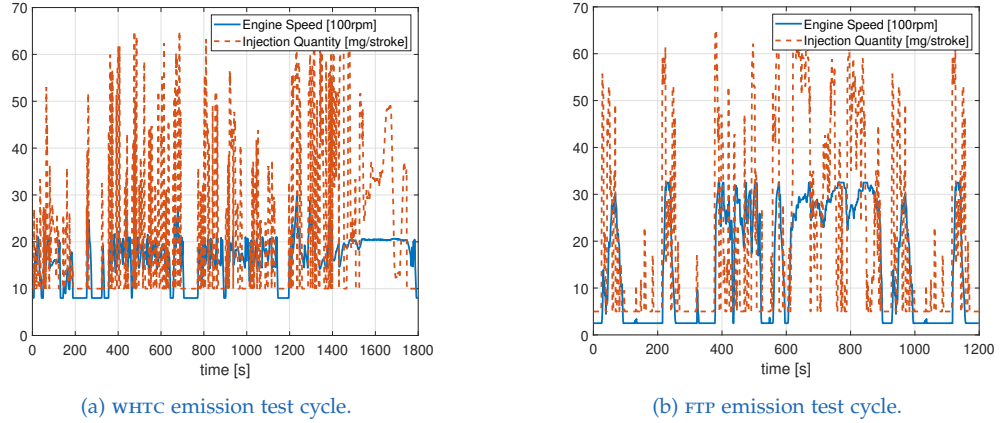 70
60
50
40
30
20
10
0
Engine Speed [100rpm]
Injection Quantity [mg/stroke]
0 200 400 600 800 1000 1200 1400 1600 1800
time [s]
(a) WHTC emission test cycle.
70
60
50
40
30
20
10
0
Engine Speed [100rpm]
Injection Quantity [mg/stroke]
0 200 400 600 800 1000 1200
time [s]
(b) FTP emission test cycle.